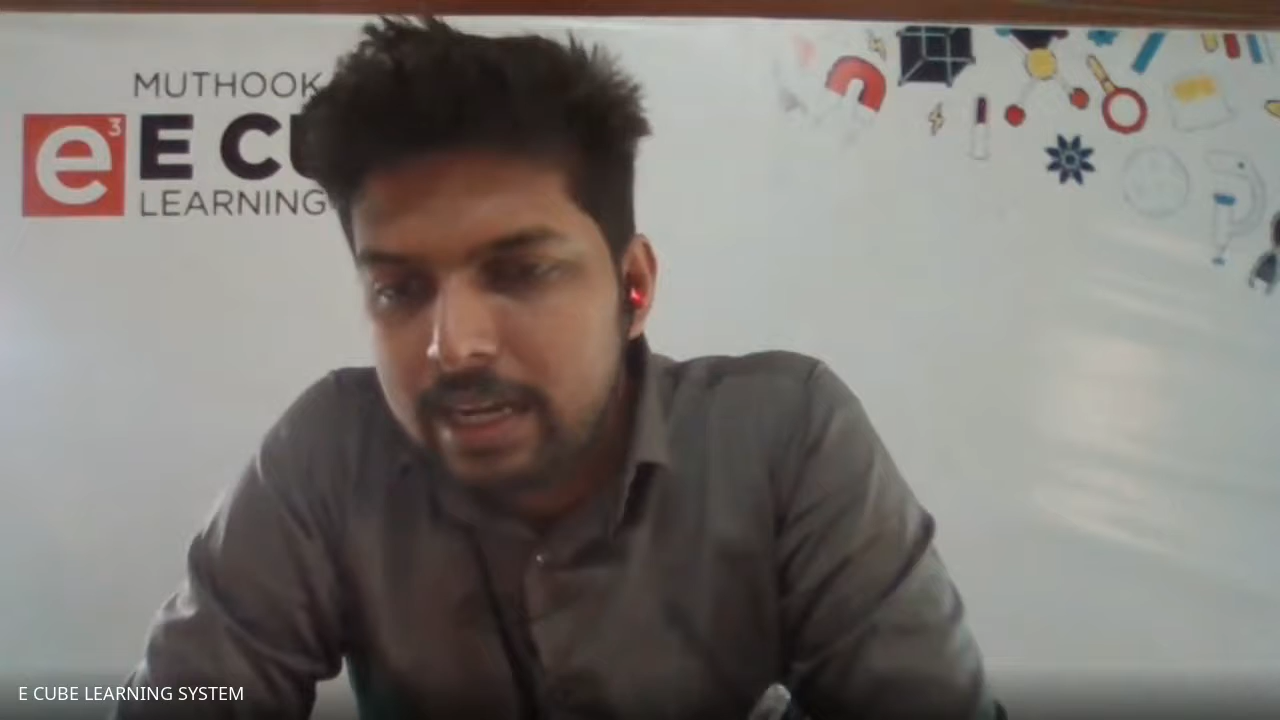 MUTHOOK
e3
E CU
LEARNING
E CUBE LEARNING SYSTEM